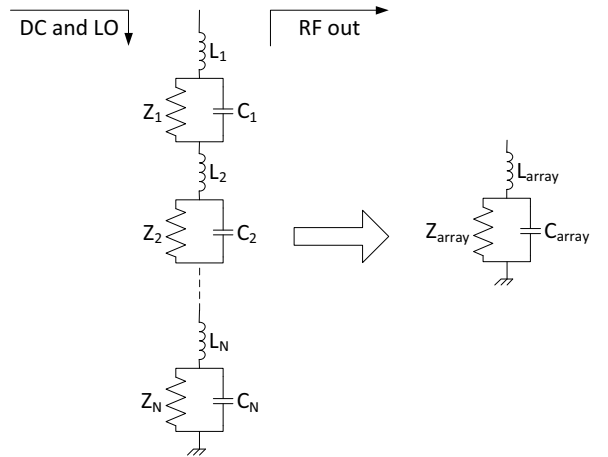 DC and LO
RF out
L1
Z1
C1
L2
Z2
C2
LN
ZN
CN
Larray
Zarray
Carray